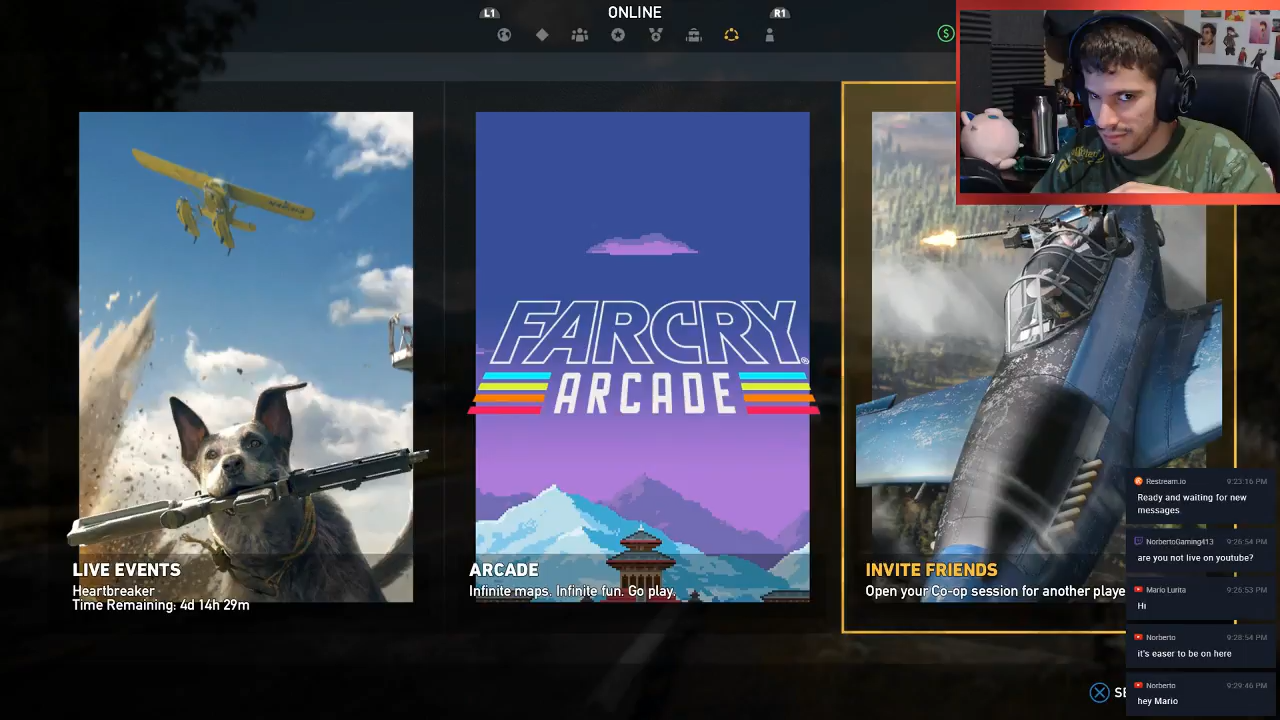 L1
ONLINE
R1
FARCRY
ARCADE
LIVE EVENTS
Heartbreaker
Time Remaining: 4d 14h 29m
ARCADE
Infinite maps. Infinite fun. Go play.
INVITE FRIENDS
Open your Co-op session for another playe
Restream.io 9:23:16 PM
Ready and waiting for new
messages
NorbertoGaming413 9:26:54 PM
are you not live on youtube?
Mario Lurita 9:26:53 PM
Hi
Norberto 9:28:54 PM
it's easer to be on here
Norberto 9:29:46 PM
hey Mario
SE